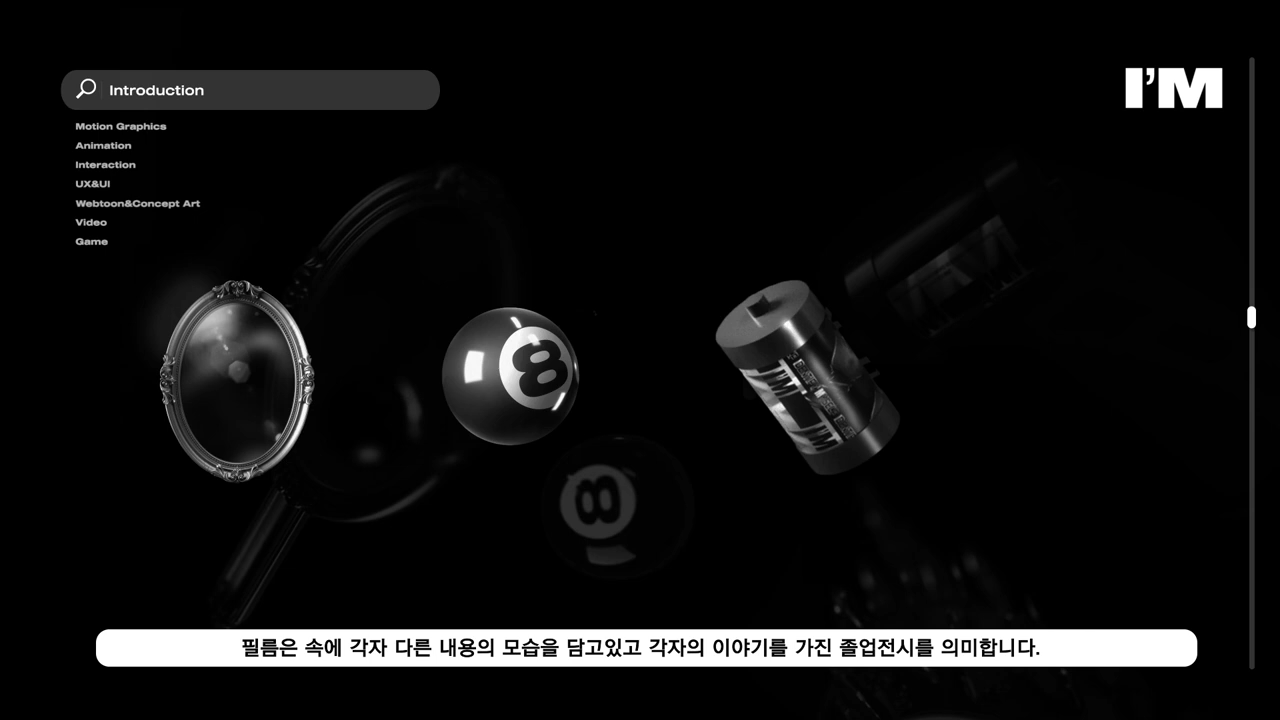 Introduction
I'M
Motion Graphics
Animation
Interaction
UX&UI
Webtoon&Concept Art
Video
Game
8
8
필름은 속에 각자 다른 내용의 모습을 담고있고 각자의 이야기를 가진 졸업전시를 의미합니다.